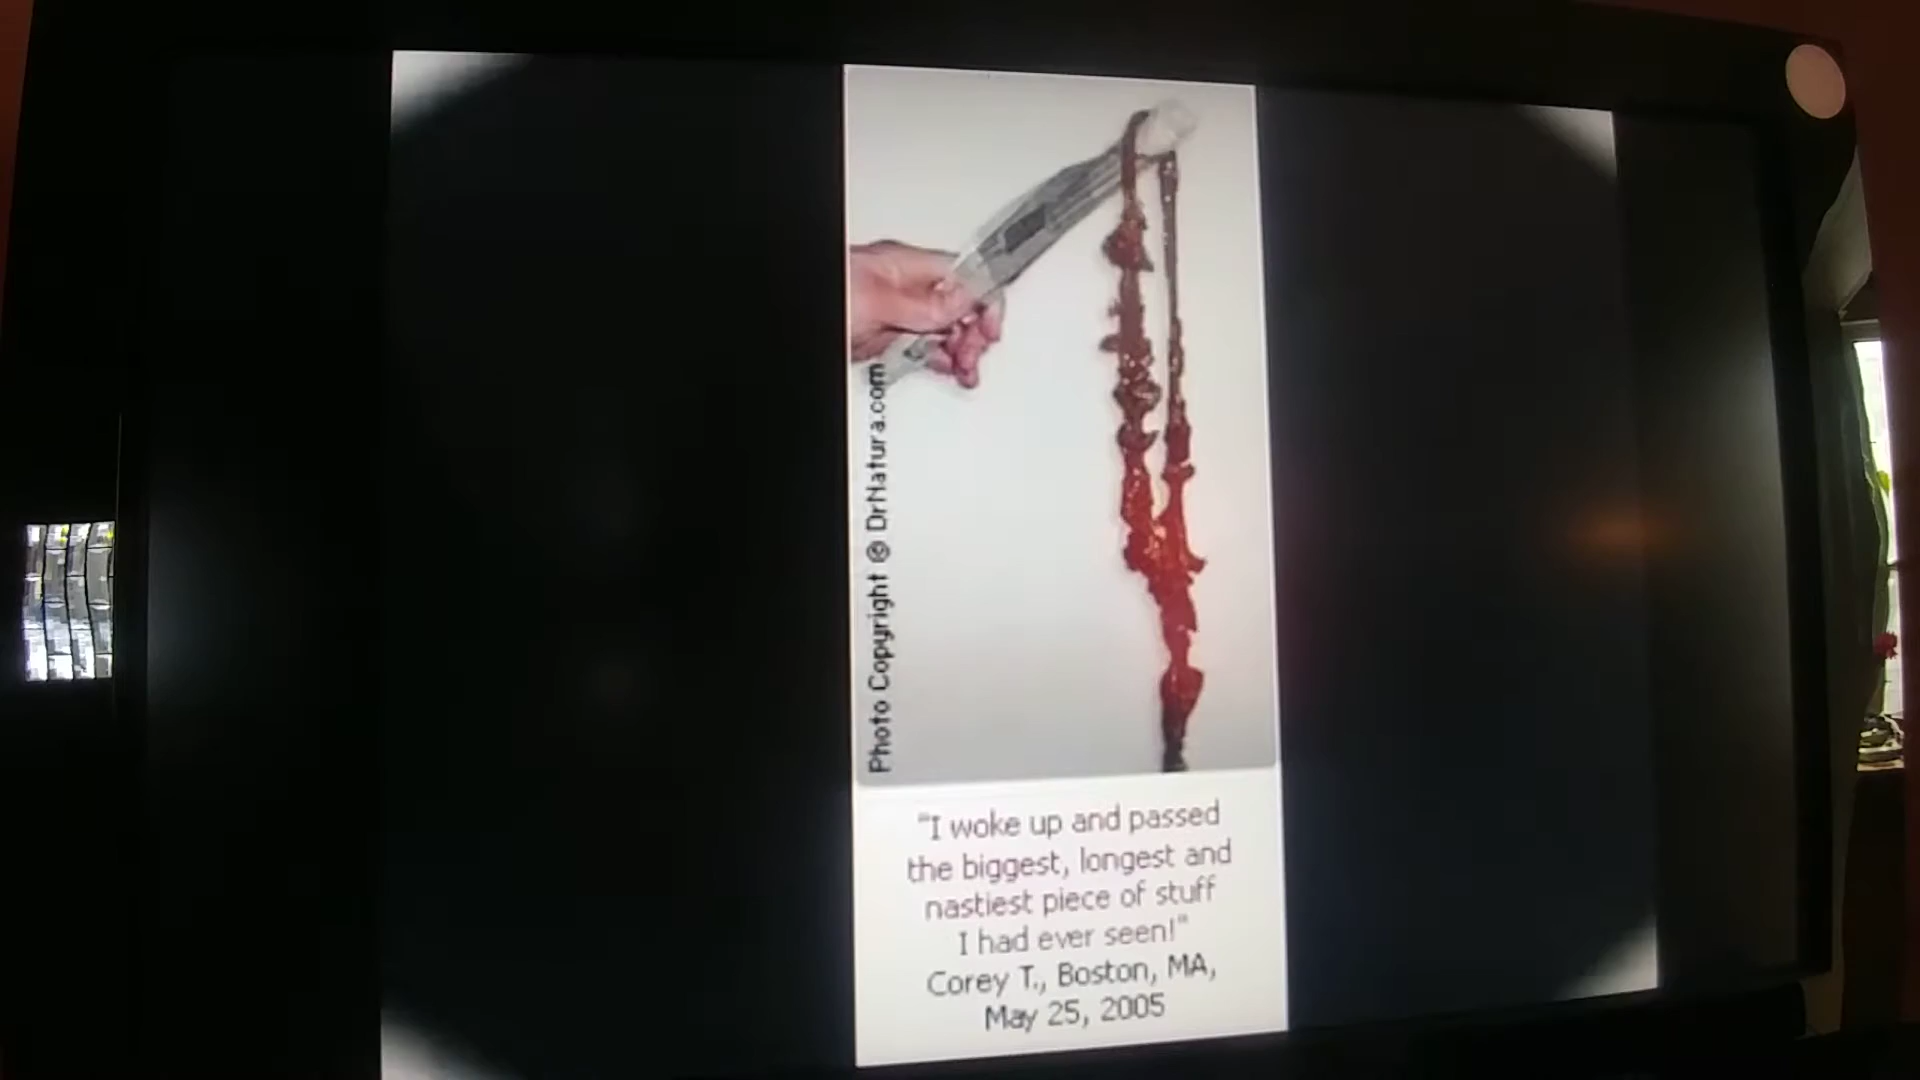 Photo Copyright © DrNatura.com
"I woke up and passed
the biggest, longest and
nastiest piece of stuff
I had ever seen!"
Corey T., Boston, MA,
May 25, 2005